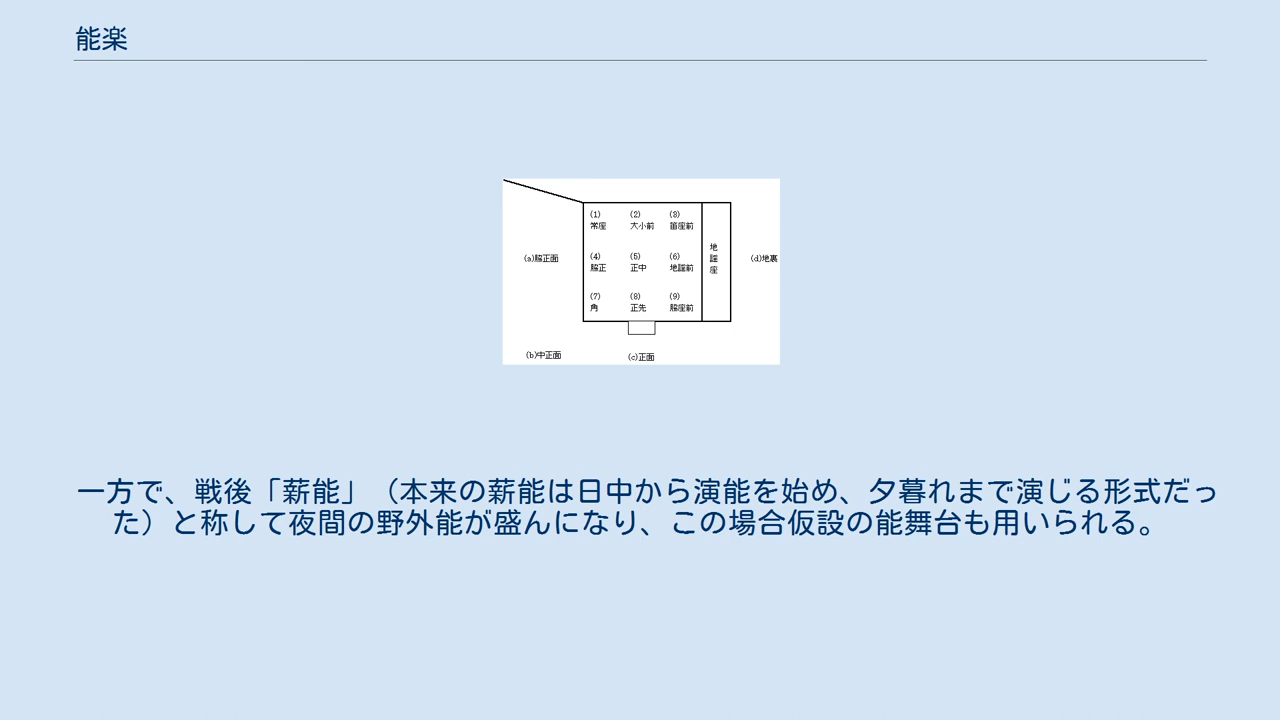 能楽
(1) (2) (3)
常座 大小前 笛座前
地謡座
(4) (5) (6)
(a)脇正面 (d)地裏
脇正 正中 地謡前
(7) (8) (9)
角 正先 脇座前
(b)中正面 (c)正面
一方で、戦後「薪能」（本来の薪能は日中から演能を始め、夕暮れまで演じる形式だっ
た）と称して夜間の野外能が盛んになり、この場合仮設の能舞台も用いられる。